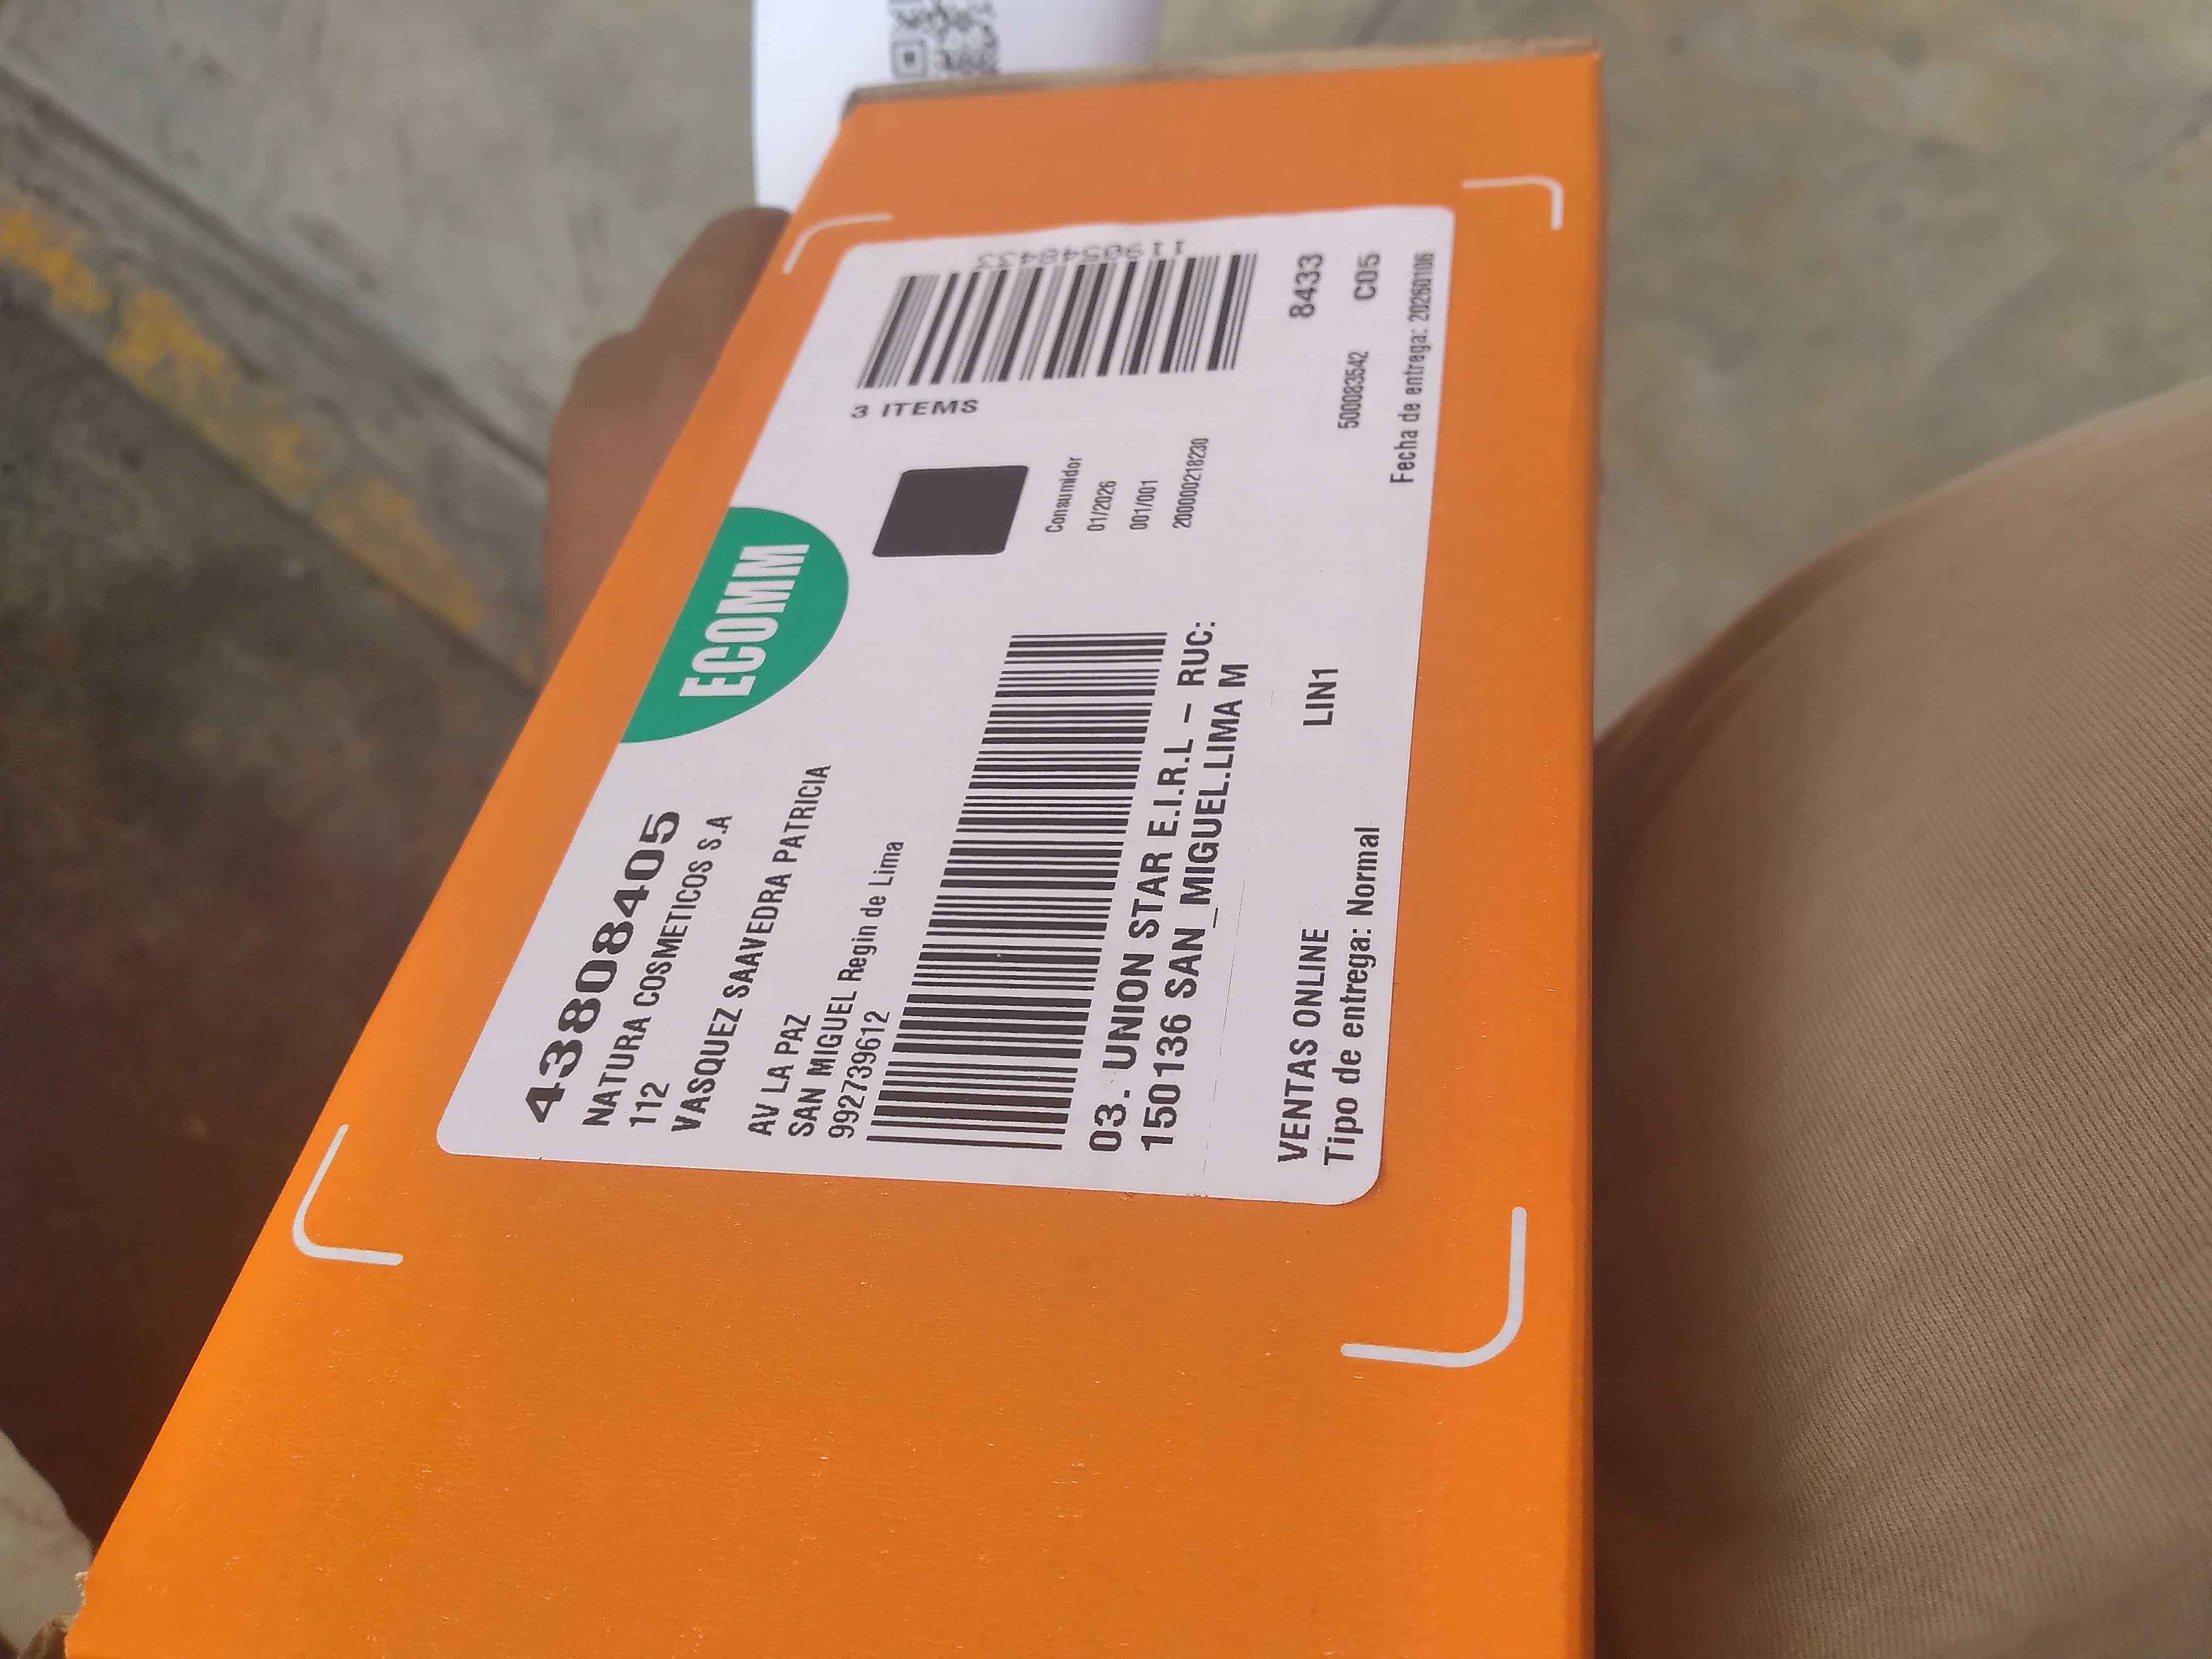 43808405
NATURA COSMETICOS S.A
112
VASQUEZ SAAVEDRA PATRICIA
AV LA PAZ
SAN MIGUEL Regin de Lima
992739612
ECOMM
3 ITEMS
1190548433
Consumidor
01/2026
001/001
200000218230
03. UNION STAR E.I.R.L - RUC:
150136 SAN_MIGUEL.LIMA M
8433
VENTAS ONLINE
LIN1
500083542
C05
Tipo de entrega: Normal
Fecha de entrega: 20260106